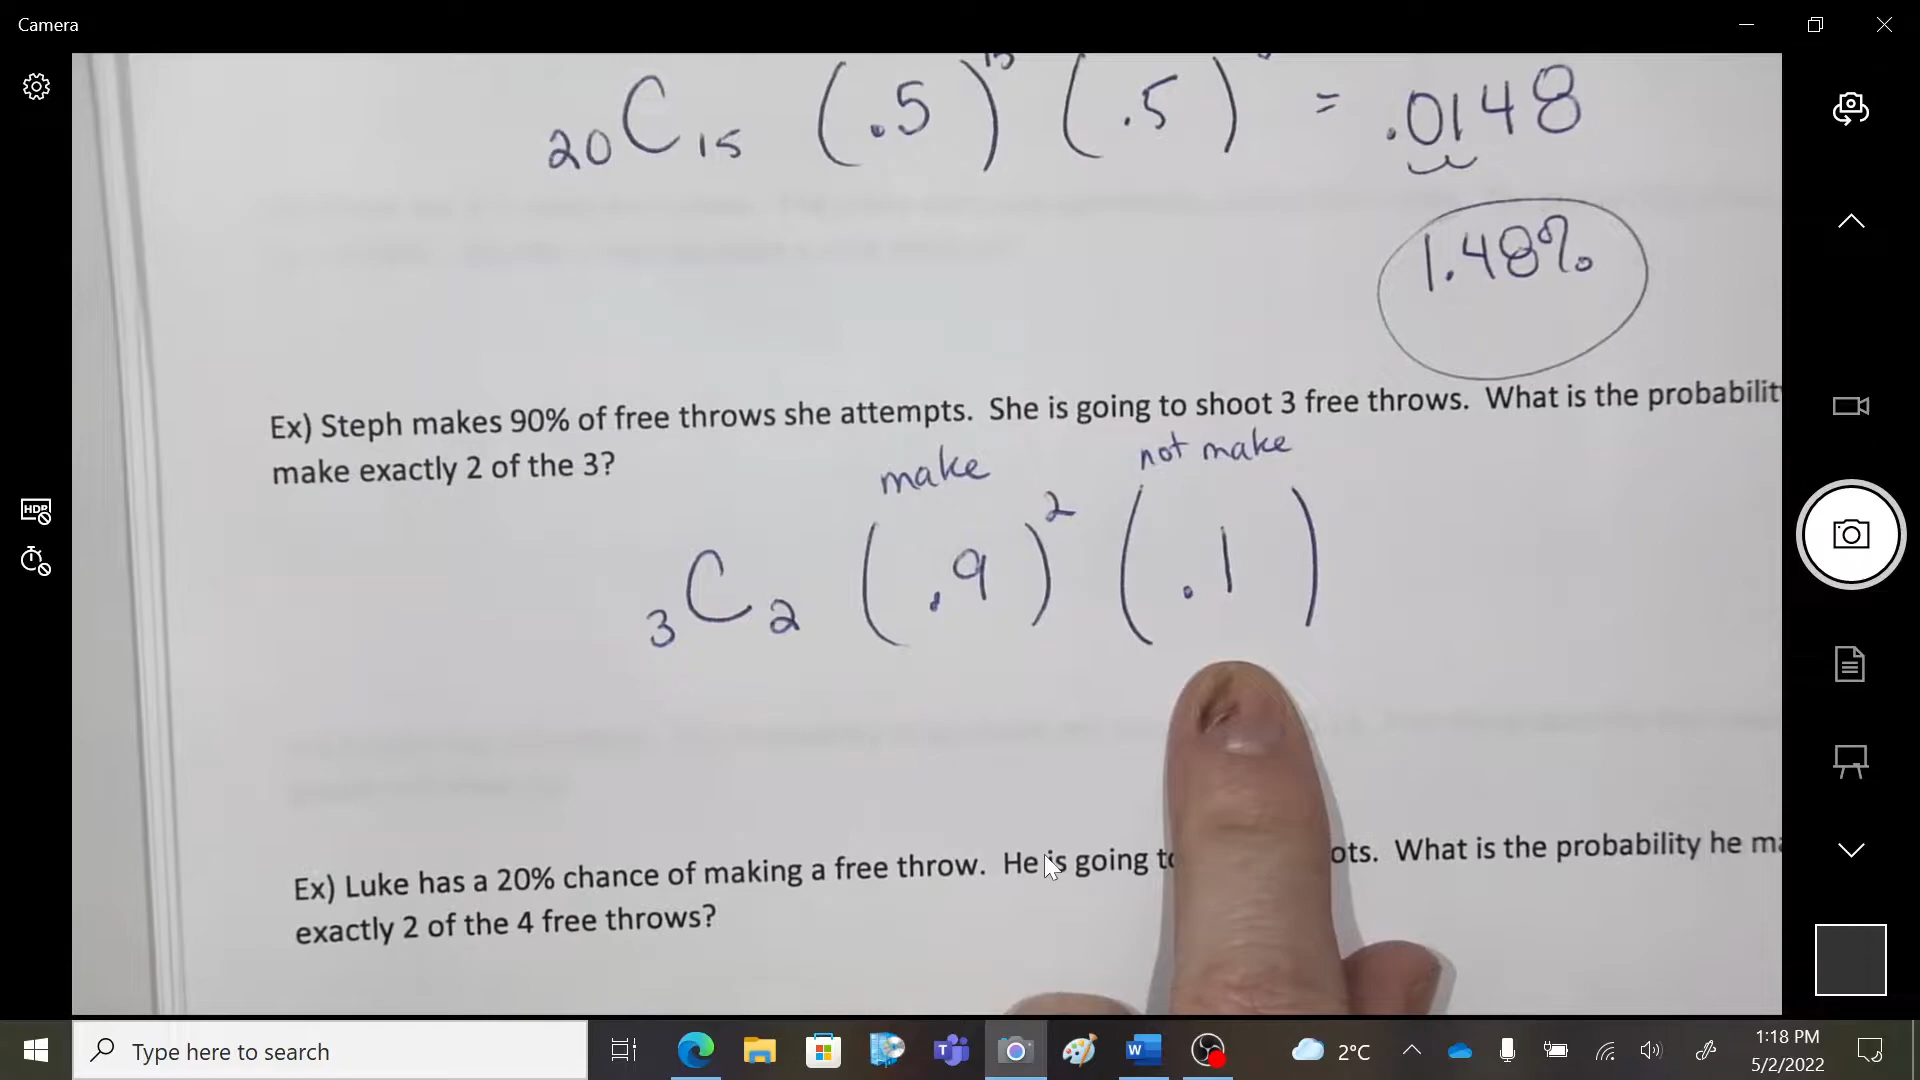 Camera
15
20C15 (.5) (.5) = .0148
1.48%
Ex) Steph makes 90% of free throws she attempts. She is going to shoot 3 free throws. What is the probabilit
make exactly 2 of the 3?
make not make
3C2 (.9)2 (.1)
Ex) Luke has a 20% chance of making a free throw. He is going to ots. What is the probability he ma
exactly 2 of the 4 free throws?
HDR
Type here to search
2°C
1:18 PM
5/2/2022